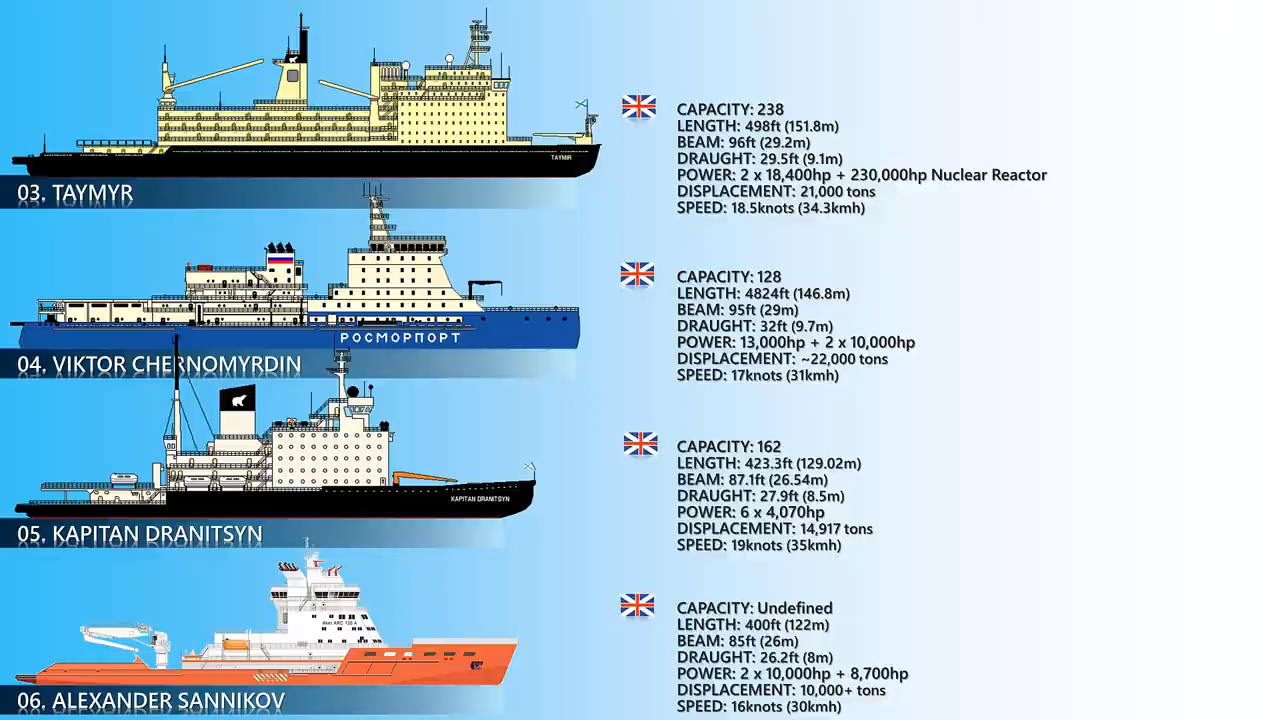 CAPACITY: 238
LENGTH: 498ft (151.8m)
BEAM: 96ft (29.2m)
DRAUGHT: 29.5ft (9.1m)
POWER: 2 x 18,400hp + 230,000hp Nuclear Reactor
DISPLACEMENT: 21,000 tons
SPEED: 18.5knots (34.3kmh)
TAYMIR
03. TAYMYR
CAPACITY: 128
LENGTH: 4824ft (146.8m)
BEAM: 95ft (29m)
DRAUGHT: 32ft (9.7m)
POWER: 13,000hp + 2 x 10,000hp
DISPLACEMENT: ~22,000 tons
SPEED: 17knots (31kmh)
РОСМОРПОРТ
04. VIKTOR CHERNOMYRDIN
CAPACITY: 162
LENGTH: 423.3ft (129.02m)
BEAM: 87.1ft (26.54m)
DRAUGHT: 27.9ft (8.5m)
POWER: 6 x 4,070hp
DISPLACEMENT: 14,917 tons
SPEED: 19knots (35kmh)
KAPITAN DRANITSYN
05. KAPITAN DRANITSYN
CAPACITY: Undefined
LENGTH: 400ft (122m)
BEAM: 85ft (26m)
DRAUGHT: 26.2ft (8m)
POWER: 2 x 10,000hp + 8,700hp
DISPLACEMENT: 10,000+ tons
SPEED: 16knots (30kmh)
Aker ARC 130 A
06. ALEXANDER SANNIKOV